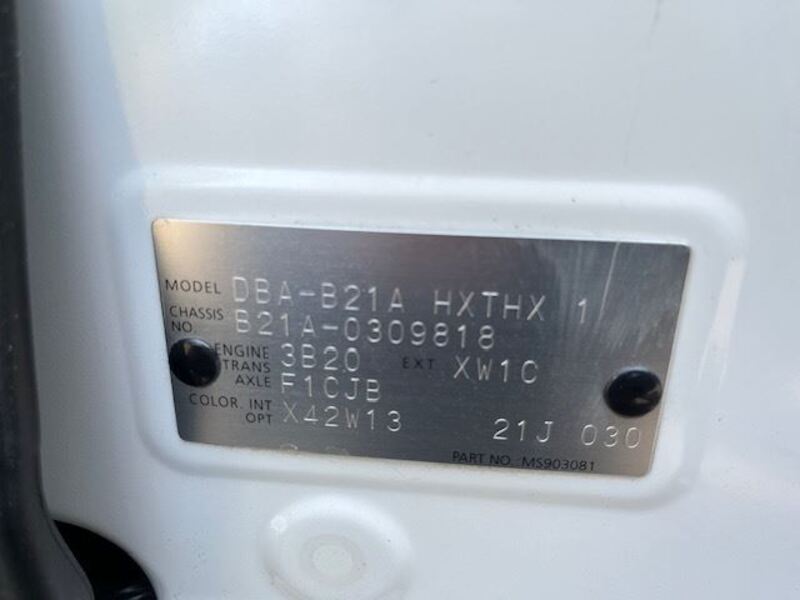 MODEL DBA-B21A HXTHX 1
CHASSIS NO. B21A-0309818
ENGINE 3B20 EXT XW1C
TRANS AXLE F1CJB
COLOR. INT OPT X42W13 21J 030
PART NO. MS903081